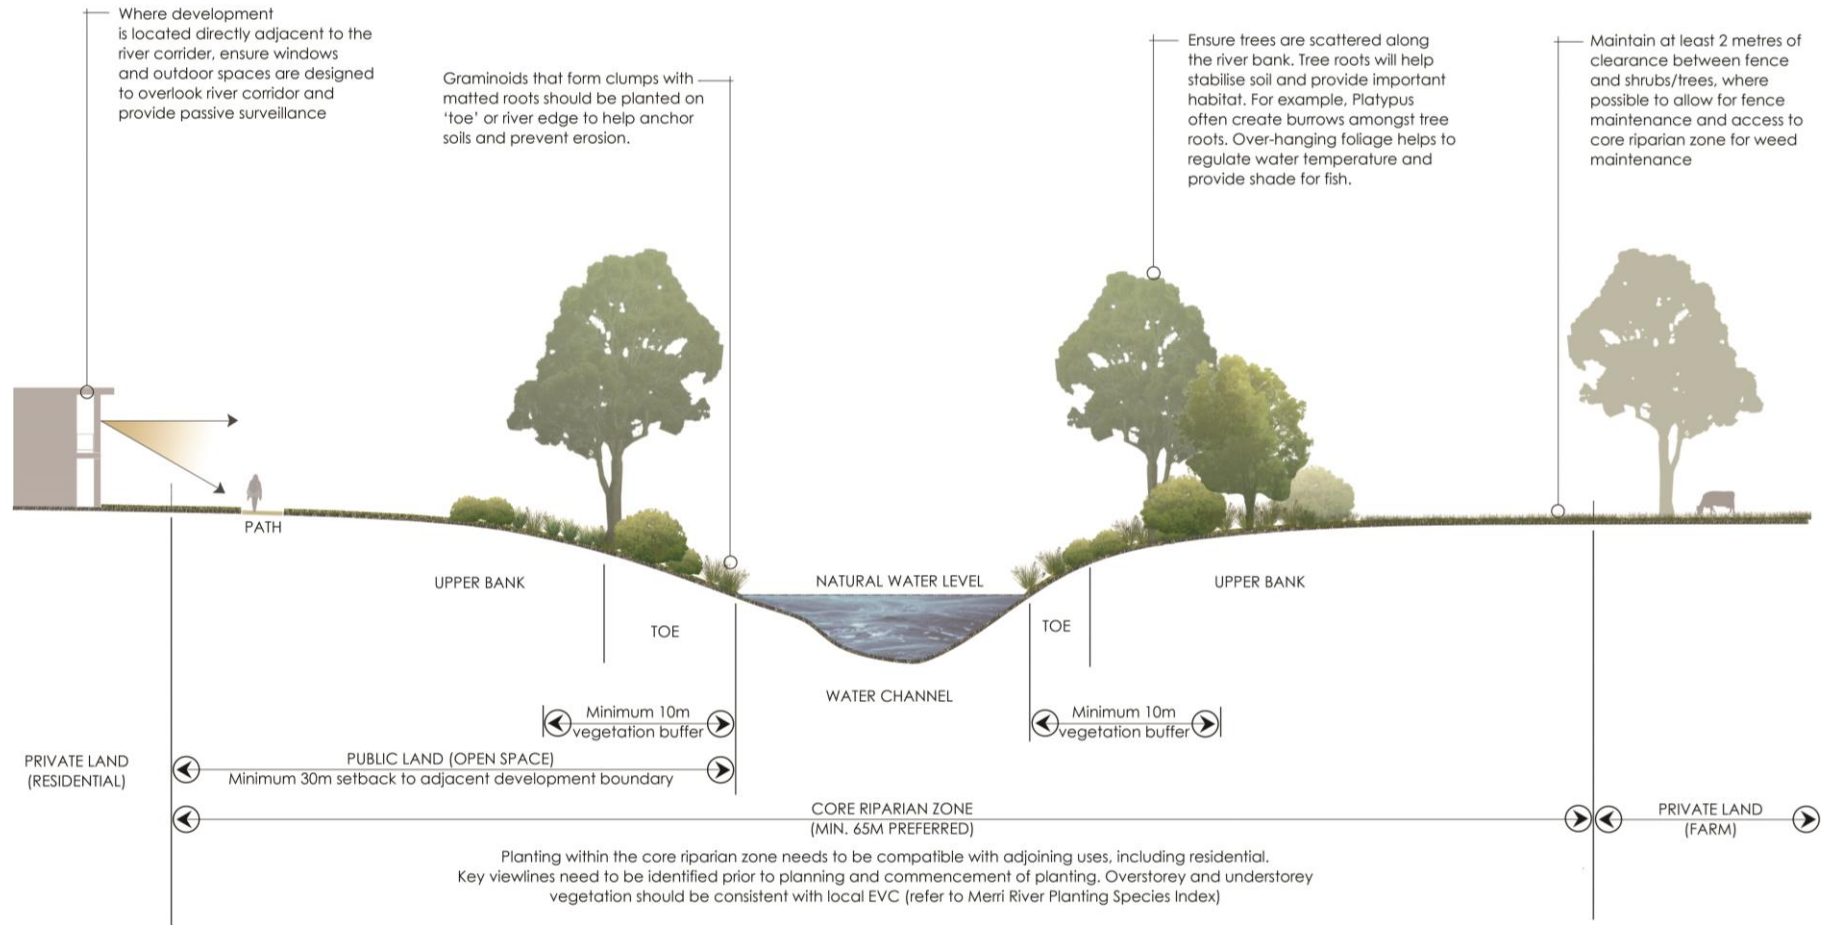 Where development
is located directly adjacent to the
river corrider, ensure windows
and outdoor spaces are designed
to overlook river corridor and
provide passive surveillance
Graminoids that form clumps with
matted roots should be planted on
‘toe’ or river edge to help anchor
soils and prevent erosion.
Ensure trees are scattered along
the river bank. Tree roots will help
stabilise soil and provide important
habitat. For example, Platypus
often create burrows amongst tree
roots. Over-hanging foliage helps to
regulate water temperature and
provide shade for fish.
Maintain at least 2 metres of
clearance between fence
and shrubs/trees, where
possible to allow for fence
maintenance and access to
core riparian zone for weed
maintenance
PATH
UPPER BANK
NATURAL WATER LEVEL
UPPER BANK
TOE
TOE
WATER CHANNEL
Minimum 10m
vegetation buffer
Minimum 10m
vegetation buffer
PRIVATE LAND
(RESIDENTIAL)
PUBLIC LAND (OPEN SPACE)
Minimum 30m setback to adjacent development boundary
CORE RIPARIAN ZONE
(MIN. 65M PREFERRED)
PRIVATE LAND
(FARM)
Planting within the core riparian zone needs to be compatible with adjoining uses, including residential.
Key viewlines need to be identified prior to planning and commencement of planting. Overstorey and understorey
vegetation should be consistent with local EVC (refer to Merri River Planting Species Index)